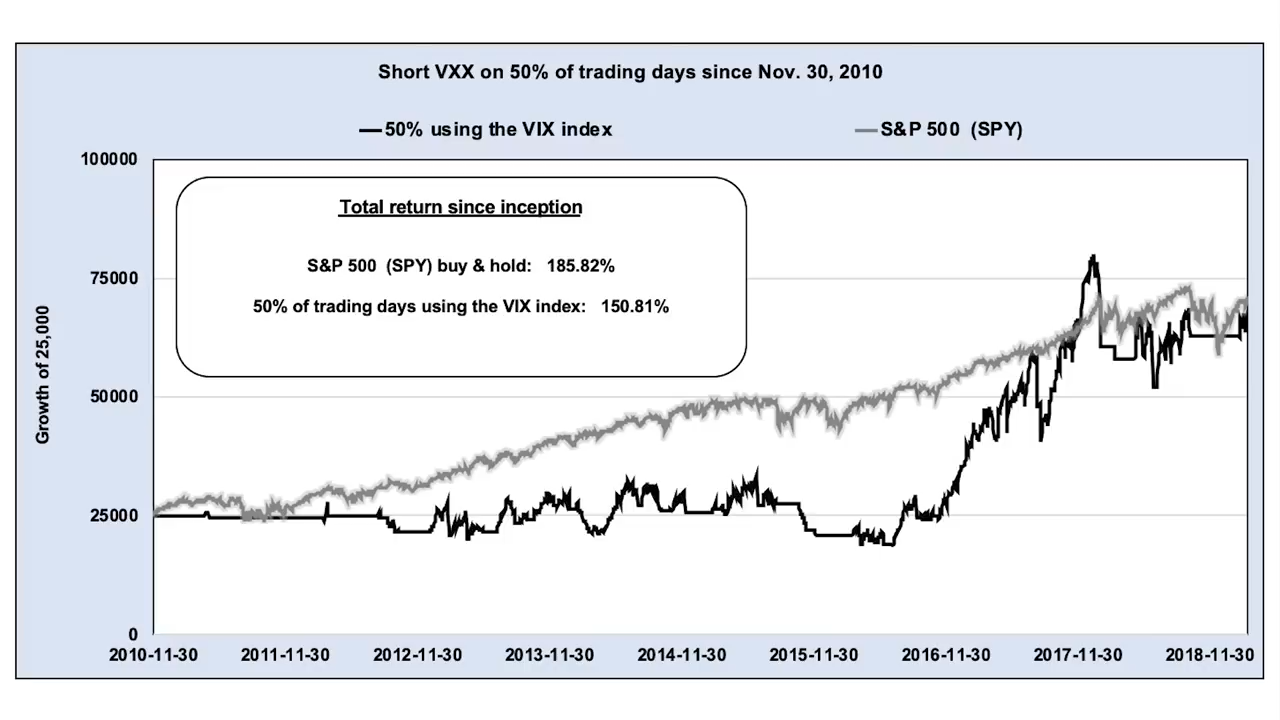 Short VXX on 50% of trading days since Nov. 30, 2010
50% using the VIX index
S&P 500 (SPY)
100000
75000
50000
25000
0
Growth of 25,000
Total return since inception
S&P 500 (SPY) buy & hold: 185.82%
50% of trading days using the VIX index: 150.81%
2010-11-30 2011-11-30 2012-11-30 2013-11-30 2014-11-30 2015-11-30 2016-11-30 2017-11-30 2018-11-30